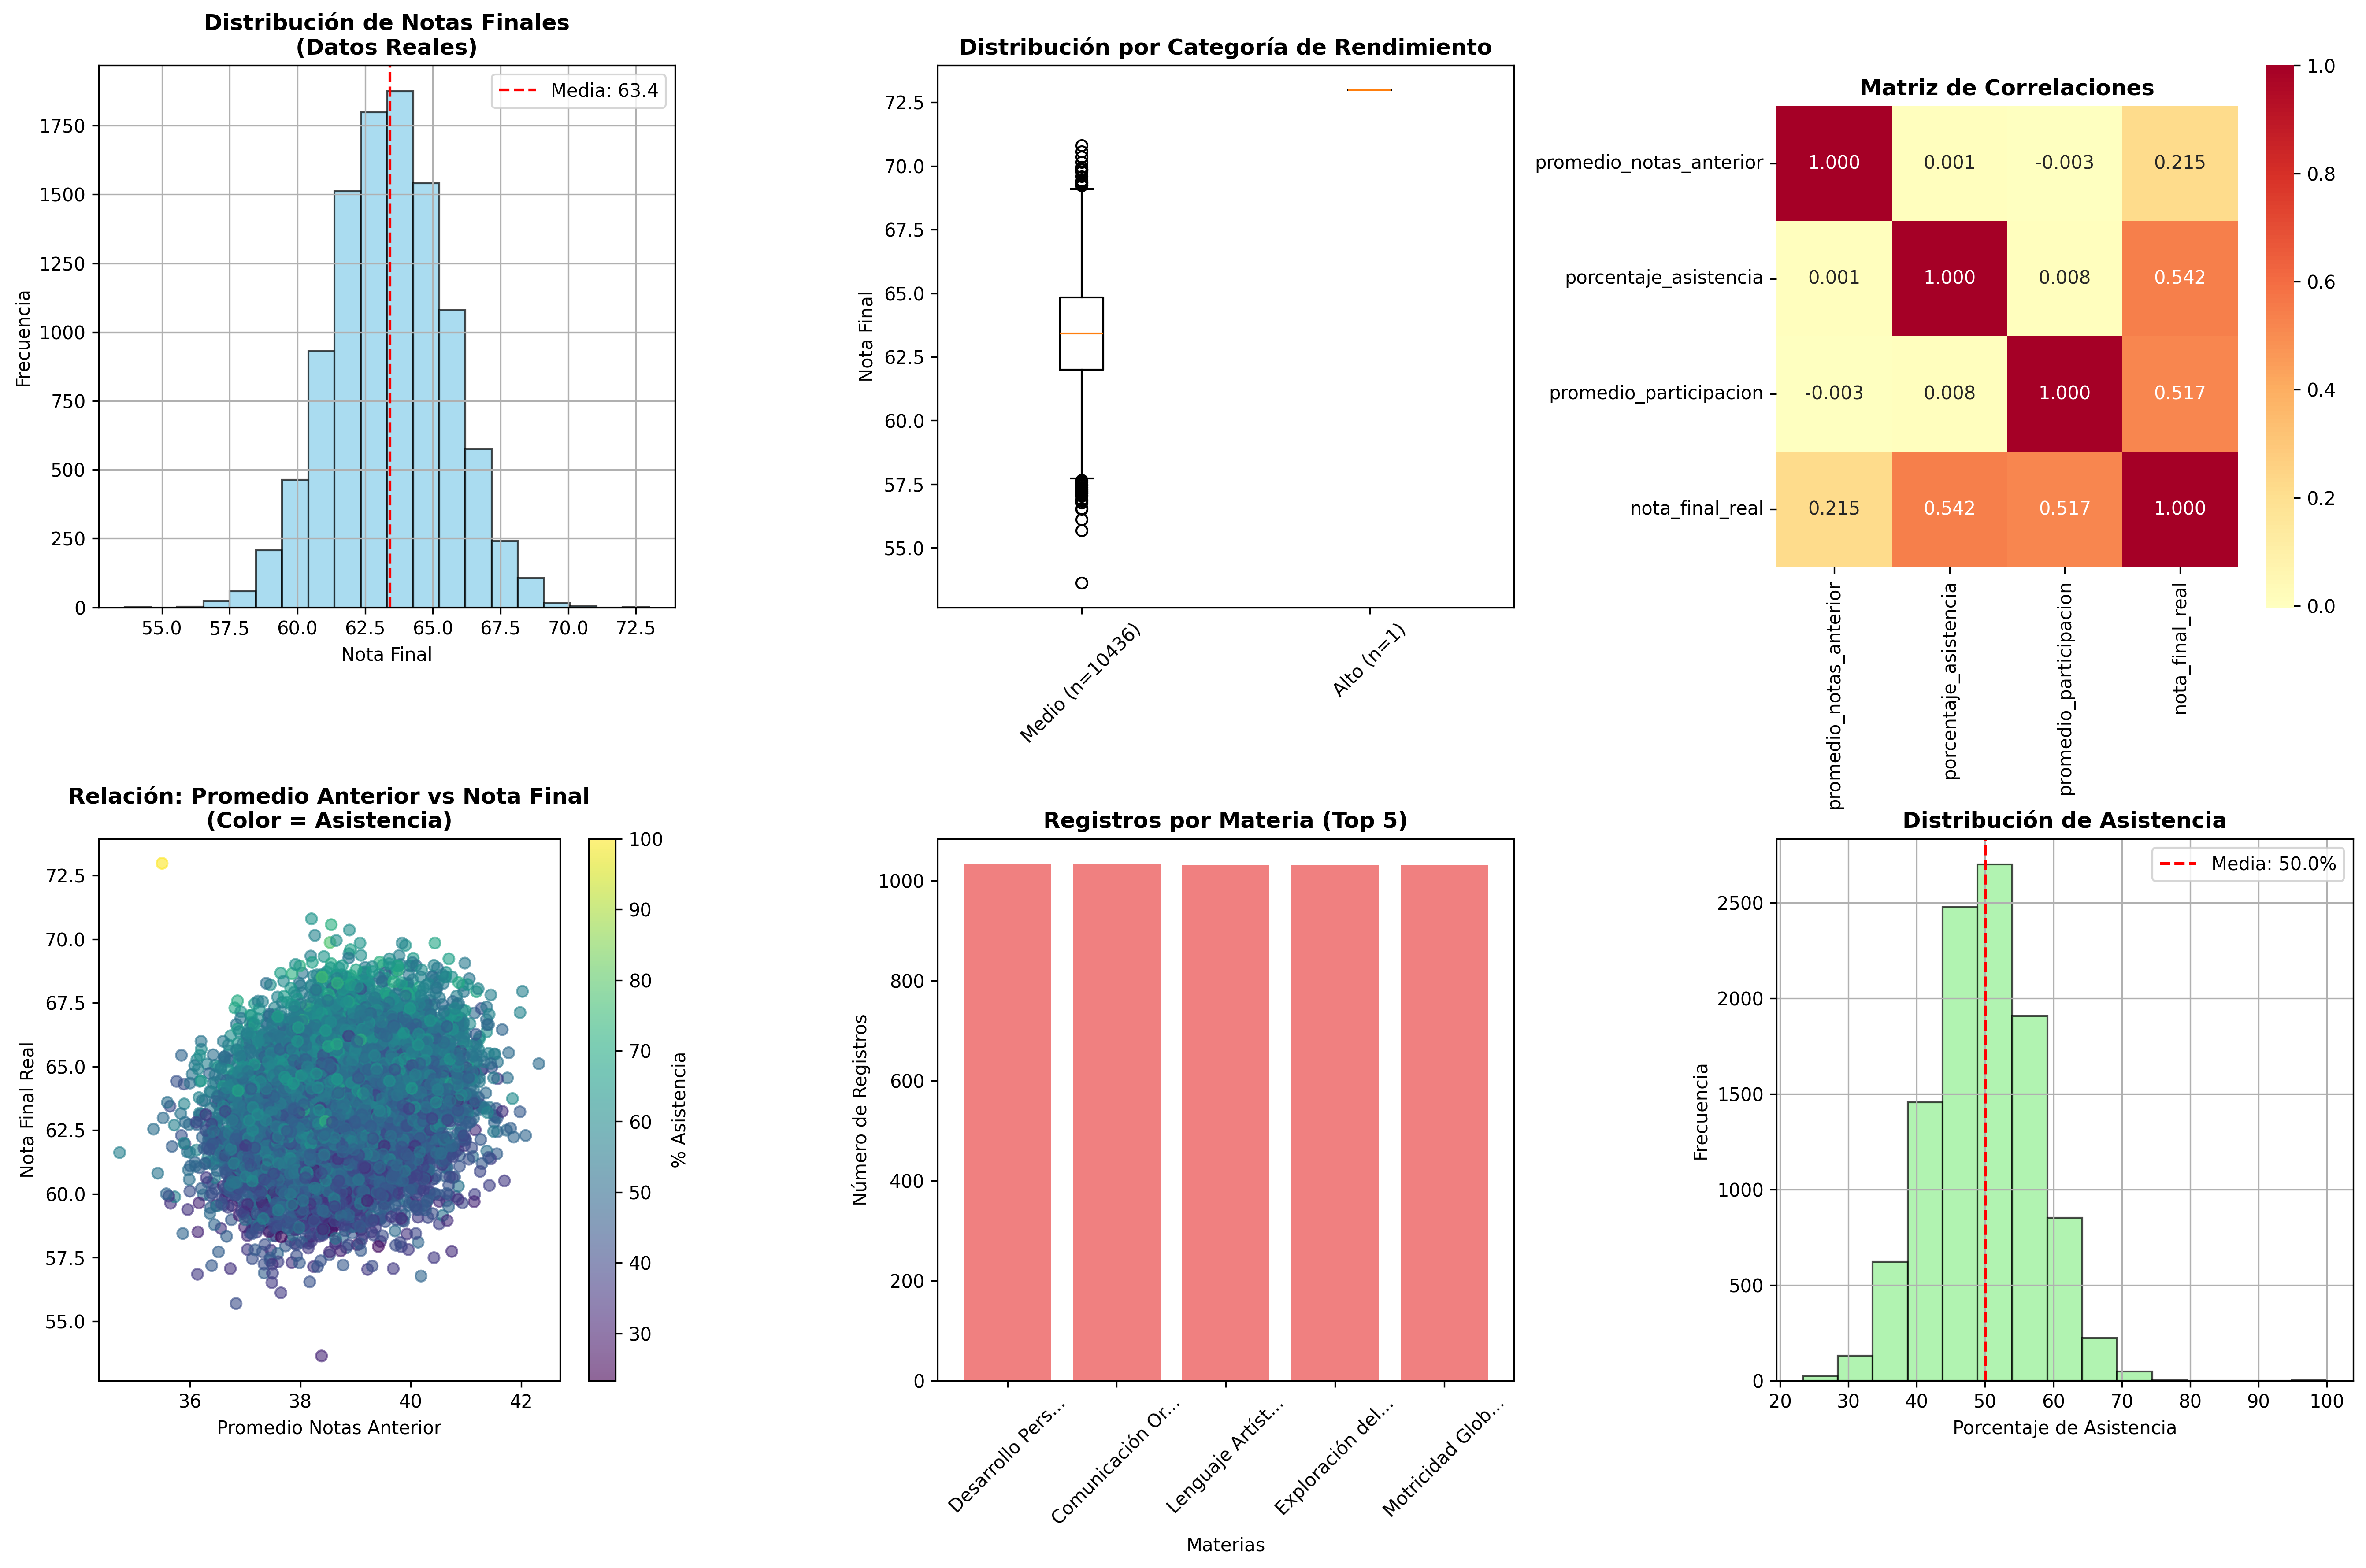 Distribución de Notas Finales
(Datos Reales)
Media: 63.4
1750
1500
1250
1000
750
500
250
0
Frecuencia
55.0
57.5
60.0
62.5
65.0
67.5
70.0
72.5
Nota Final
Distribución por Categoría de Rendimiento
72.5
70.0
67.5
65.0
62.5
60.0
57.5
55.0
Nota Final
Medio (n=10436)
Alto (n=1)
Matriz de Correlaciones
promedio_notas_anterior
1.000 0.001 -0.003 0.215
porcentaje_asistencia
0.001 1.000 0.008 0.542
promedio_participacion
-0.003 0.008 1.000 0.517
nota_final_real
0.215 0.542 0.517 1.000
promedio_notas_anterior
porcentaje_asistencia
promedio_participacion
nota_final_real
1.0
0.8
0.6
0.4
0.2
0.0
Relación: Promedio Anterior vs Nota Final
(Color = Asistencia)
72.5
70.0
67.5
65.0
62.5
60.0
57.5
55.0
Nota Final Real
36
38
40
42
Promedio Notas Anterior
100
90
80
70
60
50
40
30
% Asistencia
Registros por Materia (Top 5)
1000
800
600
400
200
0
Número de Registros
Desarrollo Pers...
Comunicación Or...
Lenguaje Artíst...
Exploración del...
Motricidad Glob...
Materias
Distribución de Asistencia
Media: 50.0%
2500
2000
1500
1000
500
0
Frecuencia
20
30
40
50
60
70
80
90
100
Porcentaje de Asistencia